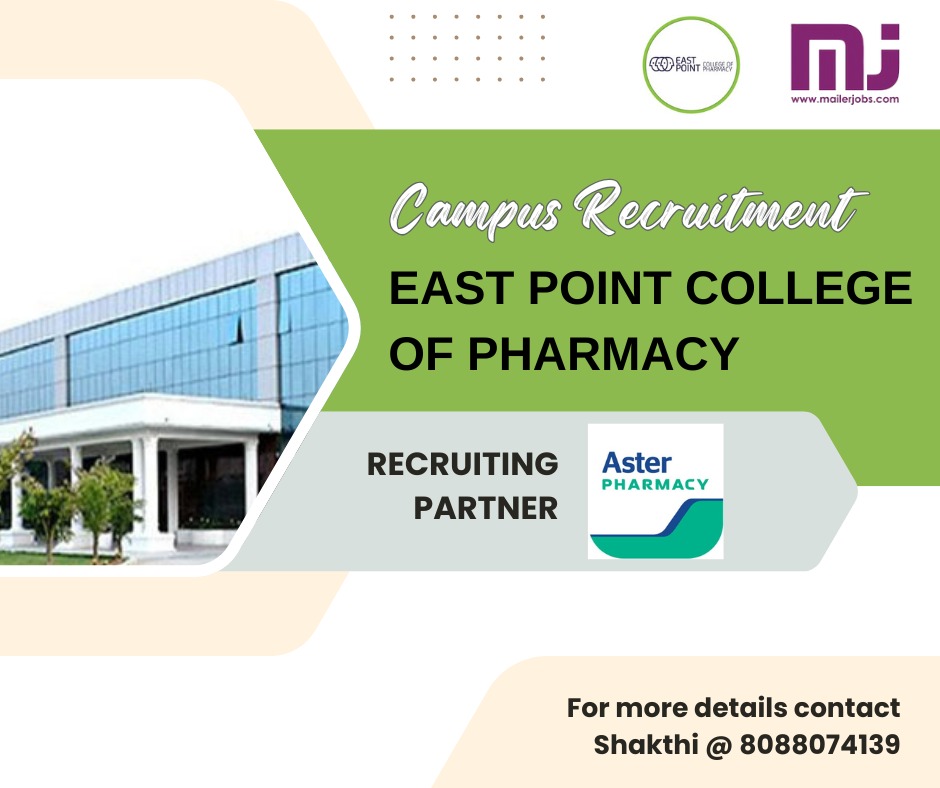 EAST
POINT COLLEGE OF
PHARMACY
MJ
www.mailerjobs.com
Campus Recruitment
EAST POINT COLLEGE
OF PHARMACY
RECRUITING
PARTNER
Aster
PHARMACY
For more details contact
Shakthi @ 8088074139